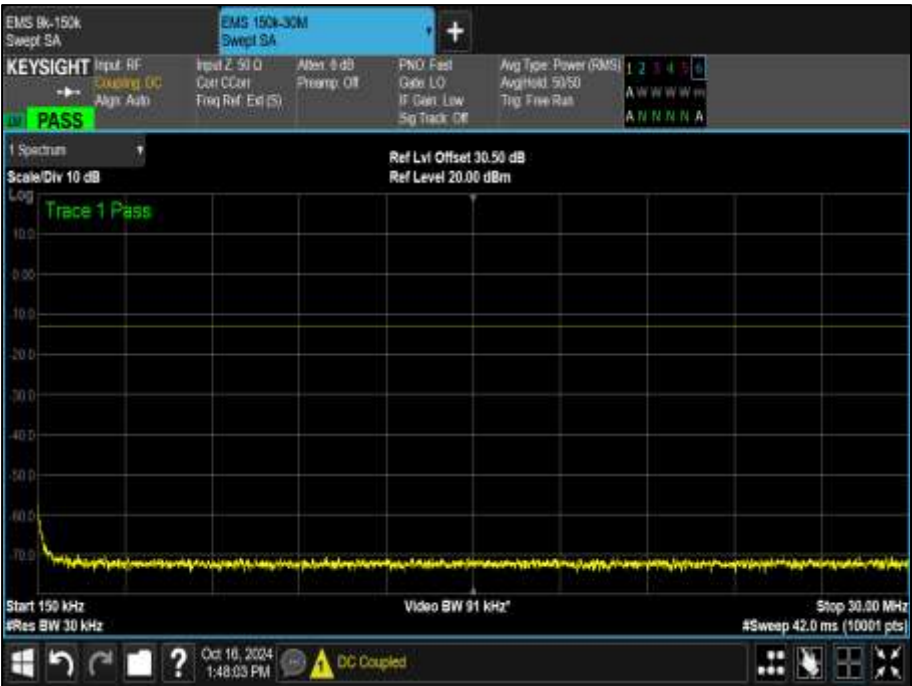 EMS 9k-150k
Swept SA
EMS 150k-30M
Swept SA
+
KEYSIGHT
Input: RF
Coupling: DC
Align: Auto
Input Z: 50 Ω
Corr CCorr
Freq Ref: Ext (S)
Atten: 6 dB
Preamp: Off
PNO: Fast
Gate: LO
IF Gain: Low
Sig Track: Off
Avg Type: Power (RMS)
Avg|Hold: 50/50
Trig: Free Run
1 2 3 4 5 6
A W W W W W
A N N N N A
PASS
1 Spectrum
Scale/Div 10 dB
Ref Lvl Offset 30.50 dB
Ref Level 20.00 dBm
Log
Trace 1 Pass
10.0
0.00
-10.0
-20.0
-30.0
-40.0
-50.0
-60.0
-70.0
Start 150 kHz
#Res BW 30 kHz
Video BW 91 kHz*
Stop 30.00 MHz
#Sweep 42.0 ms (10001 pts)
?
Oct 16, 2024
1:48:03 PM
DC Coupled